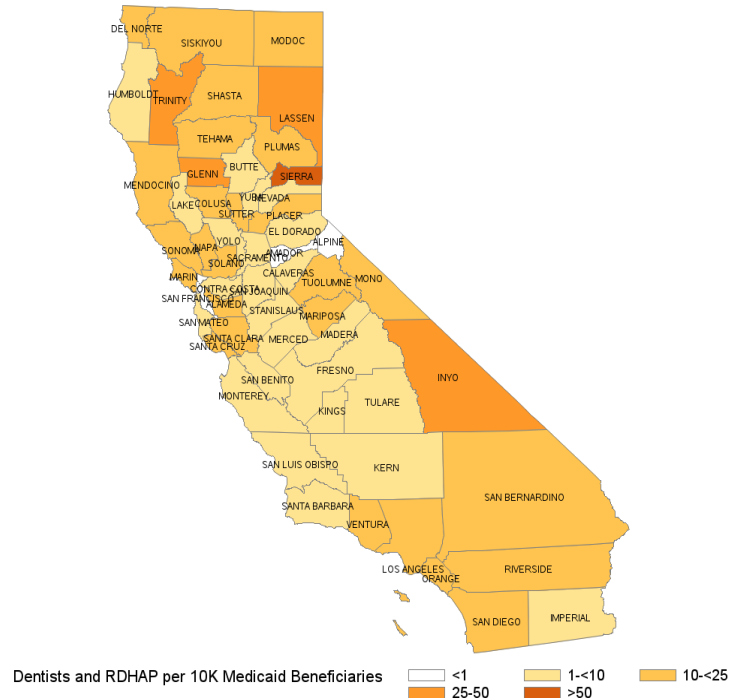 DEL NORTE
SISKIYOU
MODOC
HUMBOLDT
TRINITY
SHASTA
LASSEN
TEHAMA
PLUMAS
BUTTE
GLENN
SIERRA
MENDOCINO
LAKE
COLUSA
YUBA
NEVADA
SUTTER
PLACER
EL DORADO
YOLO
ALPINE
NAPA
SONOMA
AMADOR
SACRAMENTO
SOLANO
CALAVERAS
MARIN
MONO
TUOLUMNE
CONTRA COSTA
SAN JOAQUIN
SAN FRANCISCO
ALAMEDA
STANISLAUS
MARIPOSA
SAN MATEO
MADERA
SANTA CLARA
MERCED
SANTA CRUZ
FRESNO
INYO
SAN BENITO
MONTEREY
TULARE
KINGS
SAN LUIS OBISPO
KERN
SAN BERNARDINO
SANTA BARBARA
VENTURA
LOS ANGELES
RIVERSIDE
ORANGE
SAN DIEGO
IMPERIAL
Dentists and RDHAP per 10K Medicaid Beneficiaries
<1
1-<10
10-<25
25-50
>50